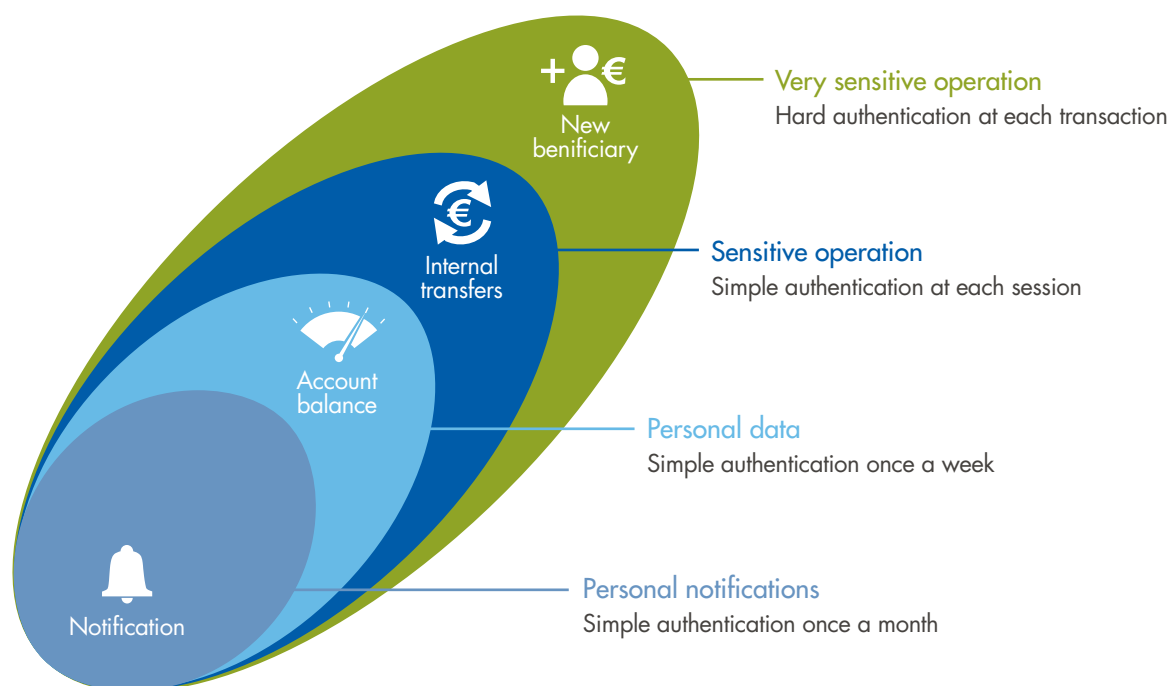 + €
New
benificiary
Very sensitive operation
Hard authentication at each transaction
€
Internal
transfers
Sensitive operation
Simple authentication at each session
Account
balance
Personal data
Simple authentication once a week
Notification
Personal notifications
Simple authentication once a month